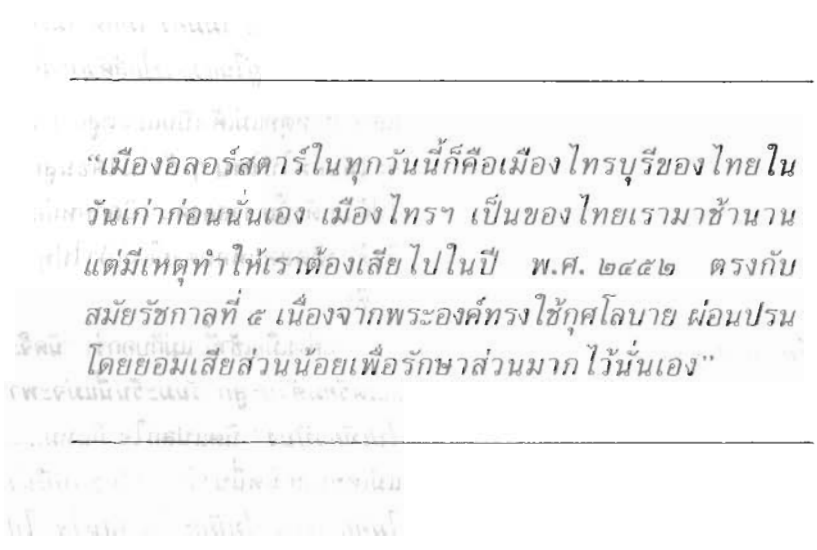 “เมืองอลอร์สตาร์ในทุกวันนี้ก็คือเมืองไทรบุรีของไทยใน
วันเก่าก่อนนั่นเอง เมืองไทรฯ เป็นของไทยเรามาช้านาน
แต่มีเหตุทำให้เราต้องเสียไปในปี พ.ศ. ๒๔๕๒ ตรงกับ
สมัยรัชกาลที่ ๕ เนื่องจากพระองค์ทรงใช้กุศโลบาย ผ่อนปรน
โดยยอมเสียส่วนน้อยเพื่อรักษาส่วนมากไว้นั่นเอง”